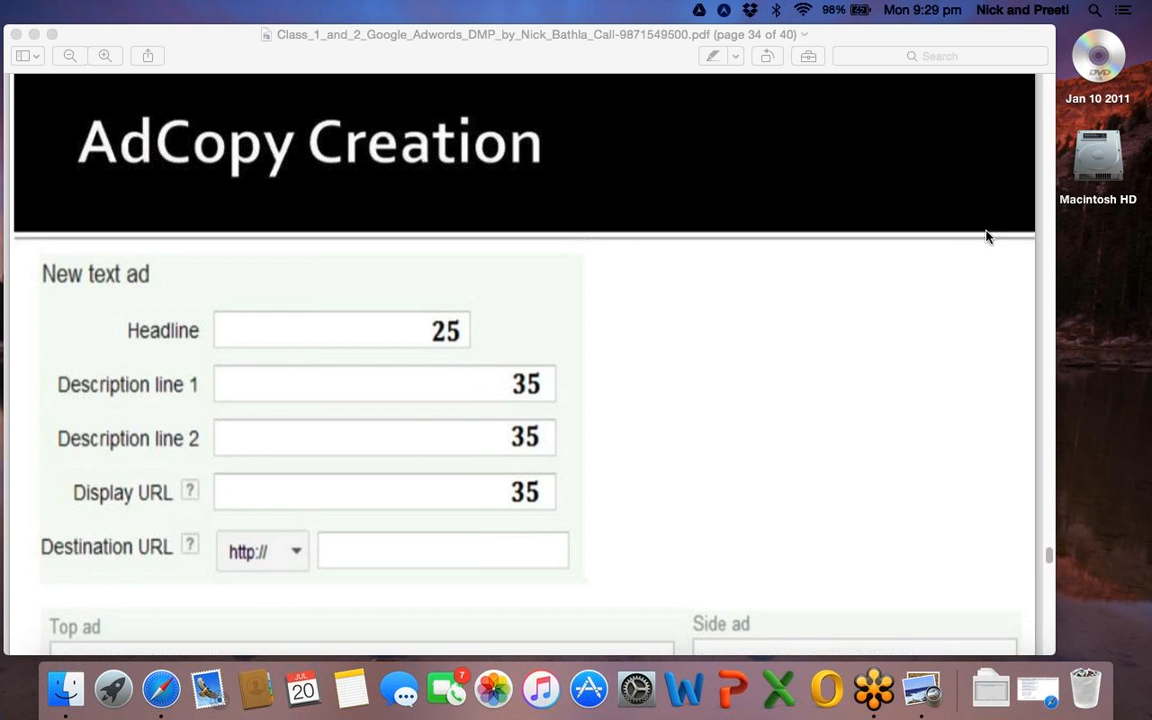 98% Mon 9:29 pm Nick and Preeti
Class_1_and_2_Google_Adwords_DMP_by_Nick_Bathla_Call-9871549500.pdf (page 34 of 40)
Search
DVD
Jan 10 2011
Macintosh HD
AdCopy Creation
New text ad
Headline 25
Description line 1 35
Description line 2 35
Display URL ? 35
Destination URL ? http://
Top ad
Side ad
JUL
20
7